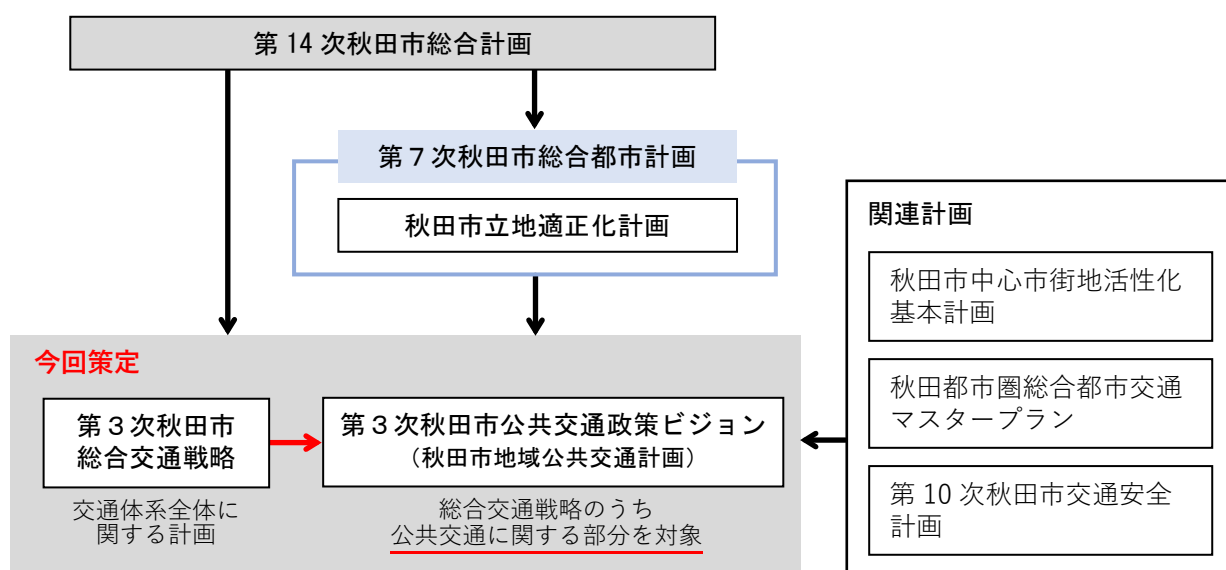 第14次秋田市総合計画
第７次秋田市総合都市計画
秋田市立地適正化計画
今回策定
第３次秋田市
総合交通戦略
交通体系全体に
関する計画
第３次秋田市公共交通政策ビジョン
（秋田市地域公共交通計画）
総合交通戦略のうち
公共交通に関する部分を対象
関連計画
秋田市中心市街地活性化
基本計画
秋田都市圏総合都市交通
マスタープラン
第10次秋田市交通安全
計画